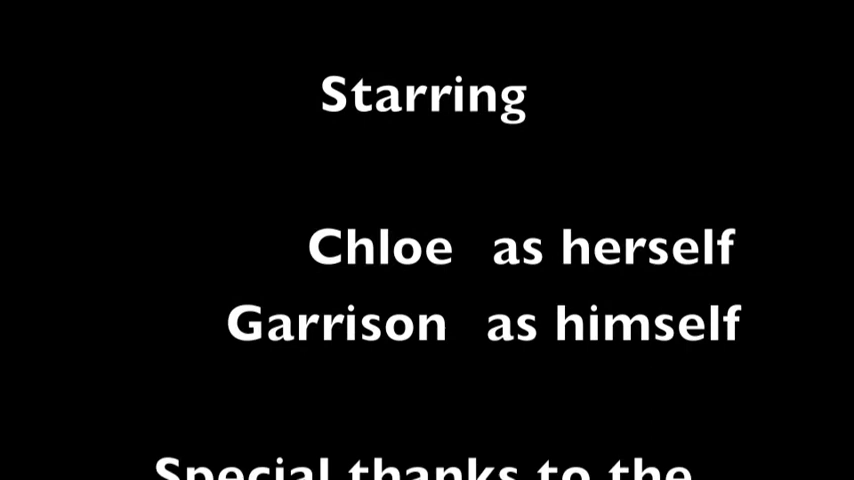 Starring
Chloe as herself
Garrison as himself
Special thanks to the